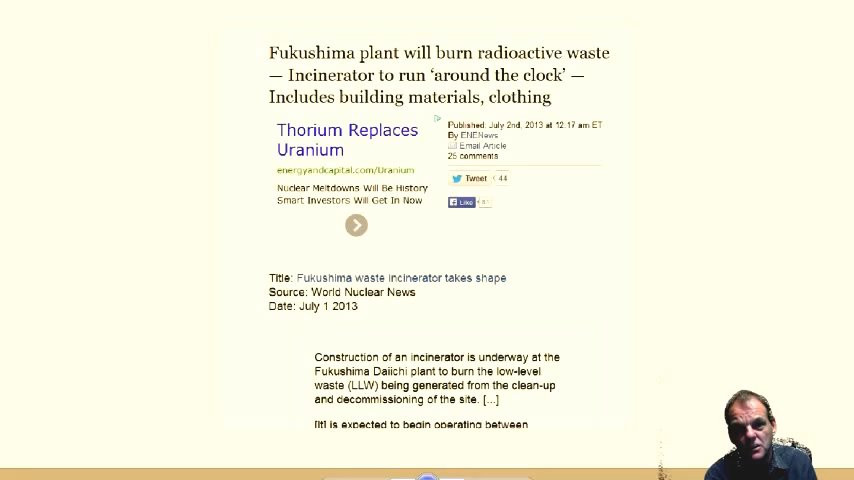 Fukushima plant will burn radioactive waste
— Incinerator to run ‘around the clock’ —
Includes building materials, clothing
Thorium Replaces
Uranium
energyandcapital.com/Uranium
Nuclear Meltdowns Will Be History
Smart Investors Will Get In Now
Published: July 2nd, 2013 at 12:17 am ET
By ENENews
Email Article
25 comments
Tweet 44
Like
Title: Fukushima waste incinerator takes shape
Source: World Nuclear News
Date: July 1 2013
Construction of an incinerator is underway at the
Fukushima Daiichi plant to burn the low-level
waste (LLW) being generated from the clean-up
and decommissioning of the site. [...]
[It] is expected to begin operating between